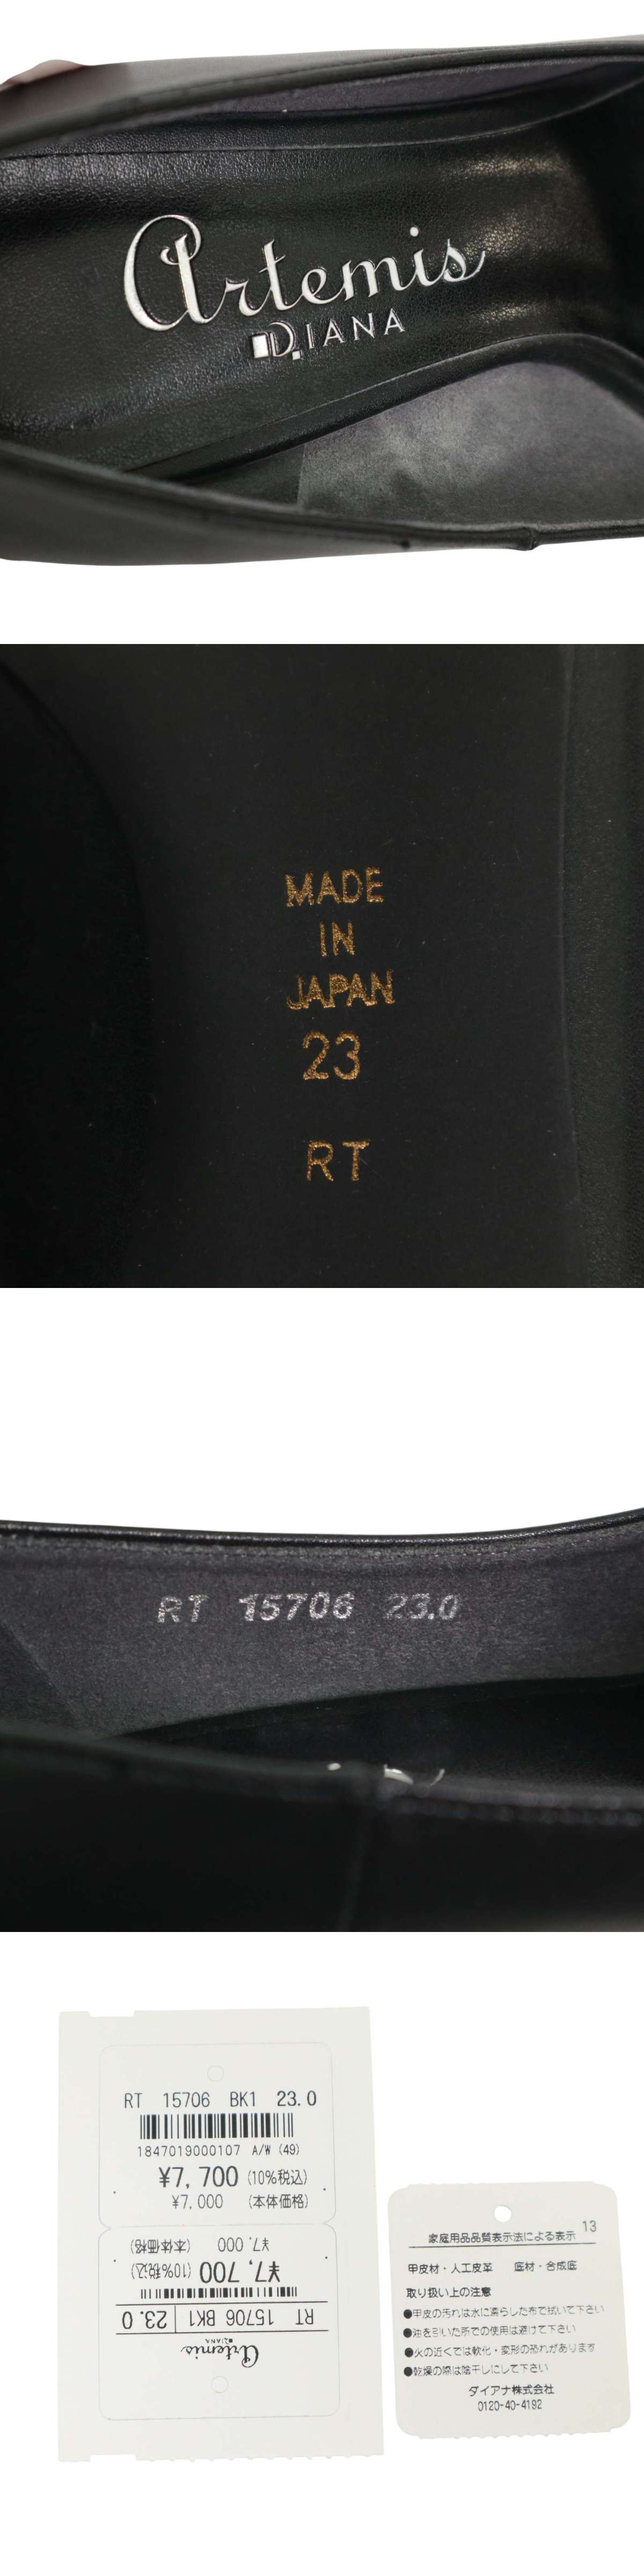 Artemis
DIANA
MADE
IN
JAPAN
23
RT
RT 15706 23.0
RT 15706 BK1 23.0
1847019000107 A/W (49)
¥7,700 (10%税込)
¥7,000 (本体価格)
¥7,000 (本体価格)
¥7,700 (10%税込)
RT 15706 BK1 23.0
Artemis
DIANA
家庭用品品質表示法による表示 13
甲皮材・人工皮革 底材・合成底
取り扱い上の注意
●甲皮の汚れは水に濡らした布で拭いて下さい
●油を引いた所での使用は避けて下さい
●火の近くでは軟化・変形の恐れがあります
●乾燥の際は陰干しにして下さい
ダイアナ株式会社
0120-40-4192